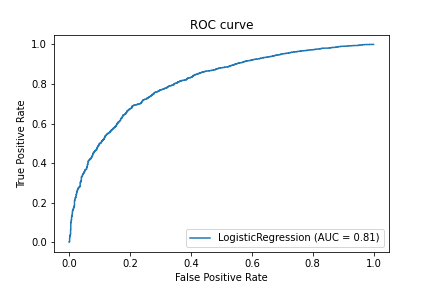 ROC curve
1.0
0.8
0.6
0.4
0.2
0.0
True Positive Rate
LogisticRegression (AUC = 0.81)
0.0 0.2 0.4 0.6 0.8 1.0
False Positive Rate